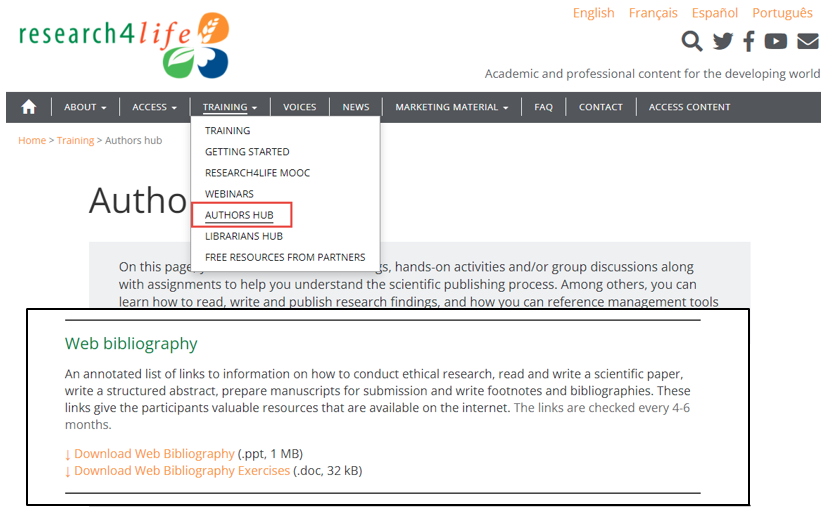 English Français Español Português
research4life
Academic and professional content for the developing world
ABOUT ACCESS TRAINING VOICES NEWS MARKETING MATERIAL FAQ CONTACT ACCESS CONTENT
Home > Training > Authors hub
TRAINING
GETTING STARTED
RESEARCH4LIFE MOOC
WEBINARS
Autho
AUTHORS HUB
LIBRARIANS HUB
FREE RESOURCES FROM PARTNERS
On this page gs, hands-on activities and/or group discussions along
with assignments to help you understand the scientific publishing process. Among others, you can
learn how to read, write and publish research findings, and how you can reference management tools
Web bibliography
An annotated list of links to information on how to conduct ethical research, read and write a scientific paper,
write a structured abstract, prepare manuscripts for submission and write footnotes and bibliographies. These
links give the participants valuable resources that are available on the internet. The links are checked every 4-6
months.
↓ Download Web Bibliography (.ppt, 1 MB)
↓ Download Web Bibliography Exercises (.doc, 32 kB)